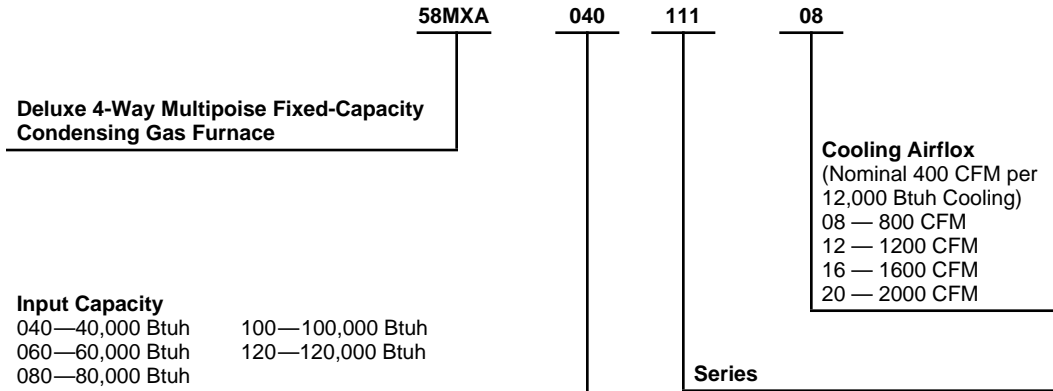 58MXA 040 111 08
Deluxe 4-Way Multipoise Fixed-Capacity
Condensing Gas Furnace
Cooling Airflox
(Nominal 400 CFM per
12,000 Btuh Cooling)
08 — 800 CFM
12 — 1200 CFM
16 — 1600 CFM
20 — 2000 CFM
Input Capacity
040—40,000 Btuh 100—100,000 Btuh
060—60,000 Btuh 120—120,000 Btuh
080—80,000 Btuh
Series